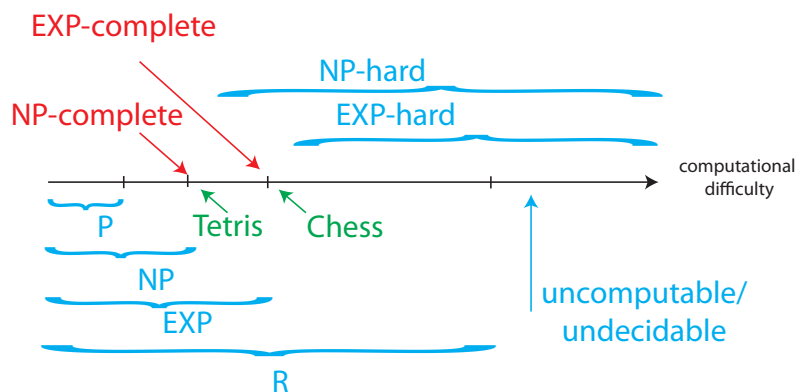 EXP-complete
NP-hard
NP-complete
EXP-hard
computational
difficulty
P
Tetris
Chess
NP
uncomputable/
undecidable
EXP
R